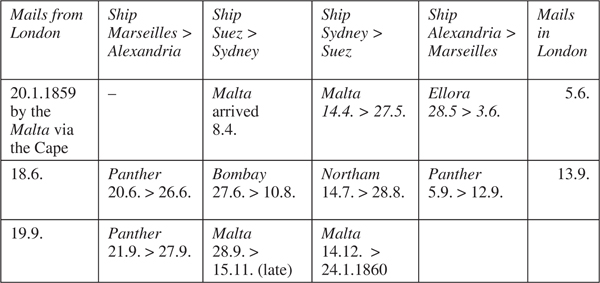 Mails from London
Ship Marseilles > Alexandria
Ship Suez > Sydney
Ship Sydney > Suez
Ship Alexandria > Marseilles
Mails in London
20.1.1859 by the Malta via the Cape
–
Malta arrived 8.4.
Malta 14.4. > 27.5.
Ellora 28.5 > 3.6.
5.6.
18.6.
Panther 20.6. > 26.6.
Bombay 27.6. > 10.8.
Northam 14.7. > 28.8.
Panther 5.9. > 12.9.
13.9.
19.9.
Panther 21.9. > 27.9.
Malta 28.9. > 15.11. (late)
Malta 14.12. > 24.1.1860